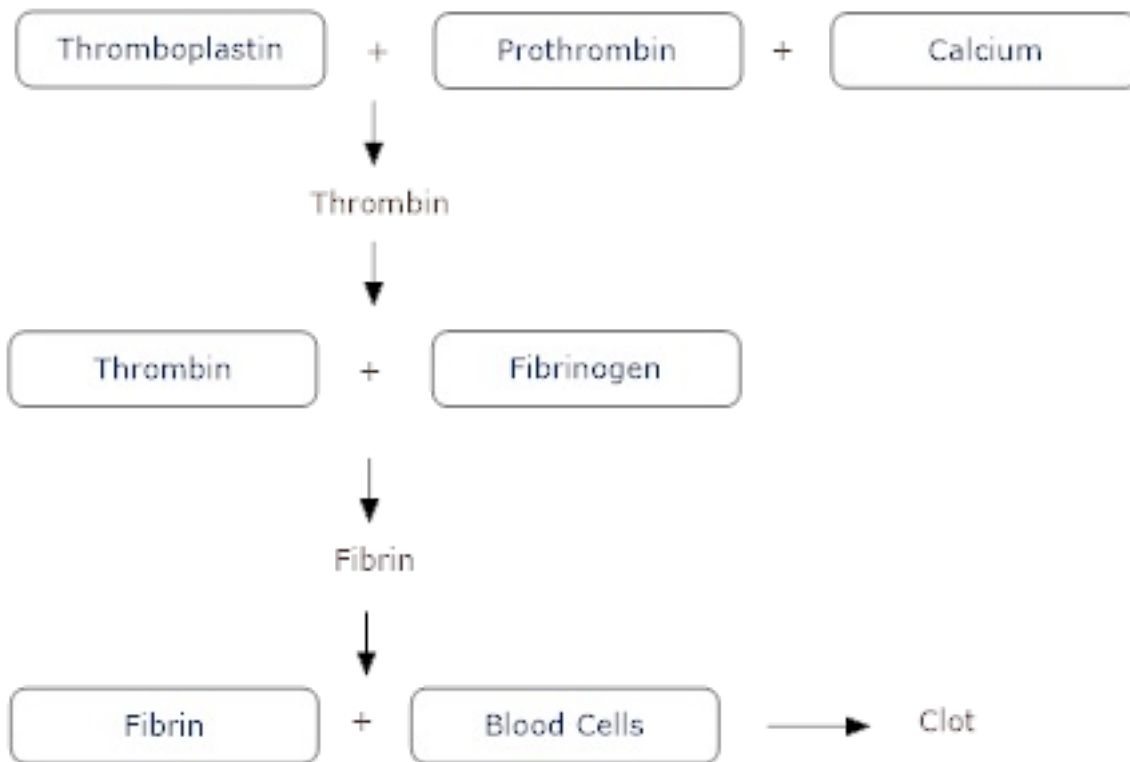 Thromboplastin + Prothrombin + Calcium
Thrombin
Thrombin + Fibrinogen
Fibrin
Fibrin + Blood Cells Clot